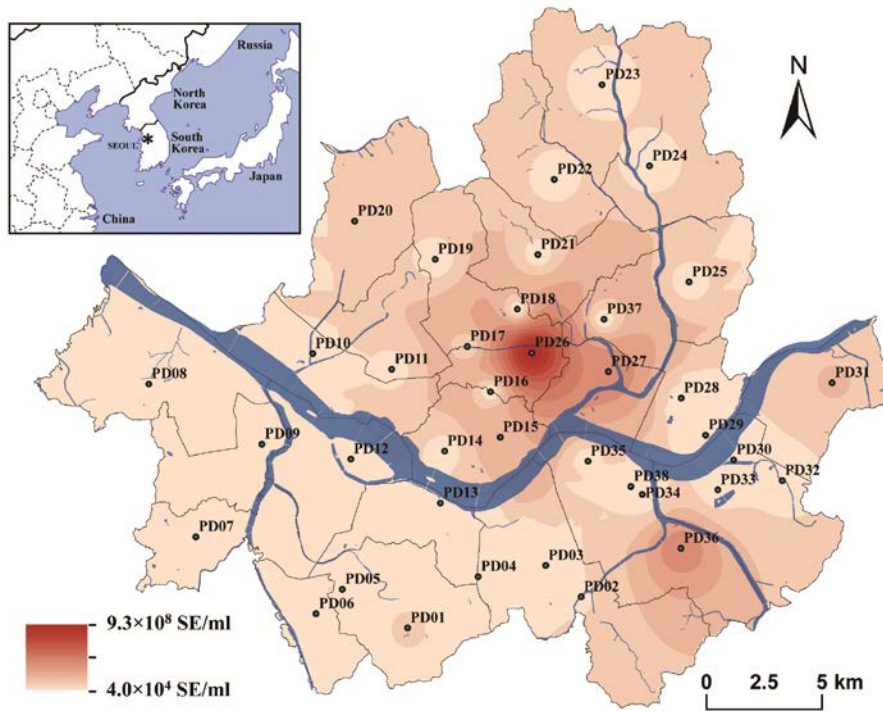 Russia
North
Korea
SEOUL
*
South
Korea
Japan
China
N
PD23
PD22
PD24
PD20
PD19
PD21
PD25
PD18
PD37
PD10
PD17
PD26
PD11
PD27
PD08
PD16
PD28
PD31
PD09
PD15
PD29
PD12
PD14
PD35
PD30
PD38
PD33
PD32
PD13
PD34
PD07
PD36
PD04
PD03
PD05
PD02
PD06
PD01
9.3×10⁸ SE/ml
4.0×10⁴ SE/ml
0 2.5 5 km